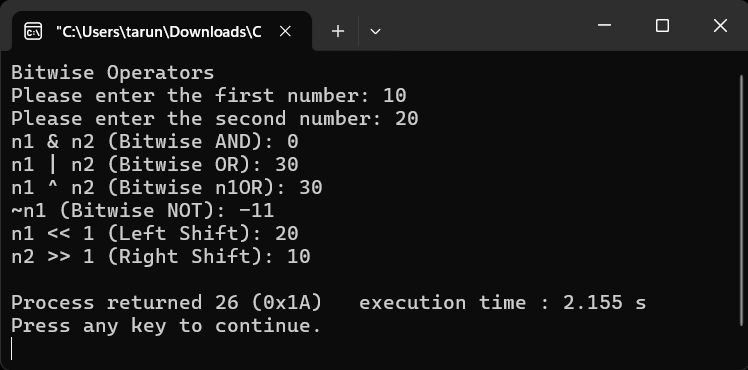 "C:\Users\tarun\Downloads\C
Bitwise Operators
Please enter the first number: 10
Please enter the second number: 20
n1 & n2 (Bitwise AND): 0
n1 | n2 (Bitwise OR): 30
n1 ^ n2 (Bitwise n1OR): 30
~n1 (Bitwise NOT): -11
n1 << 1 (Left Shift): 20
n2 >> 1 (Right Shift): 10
Process returned 26 (0x1A)   execution time : 2.155 s
Press any key to continue.